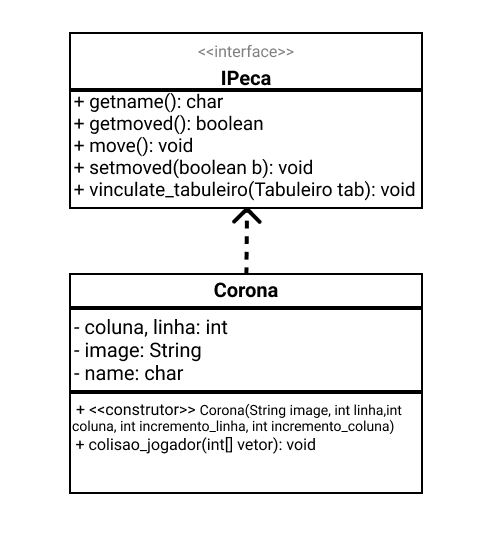 <<interface>>
IPeca
+ getname(): char
+ getmoved(): boolean
+ move(): void
+ setmoved(boolean b): void
+ vinculate_tabuleiro(Tabuleiro tab): void
Corona
- coluna, linha: int
- image: String
- name: char
+ <<construtor>> Corona(String image, int linha,int
coluna, int incremento_linha, int incremento_coluna)
+ colisao_jogador(int[] vetor): void